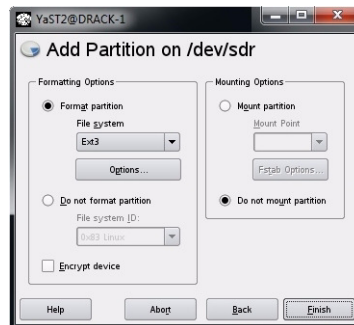 YaST2@DRACK-1
Add Partition on /dev/sdr
Formatting Options
Format partition
File system
Ext3
Options...
Do not format partition
File system ID:
0x83 Linux
Encrypt device
Mounting Options
Mount partition
Mount Point
Fstab Options...
Do not mount partition
Help
Abort
Back
Finish